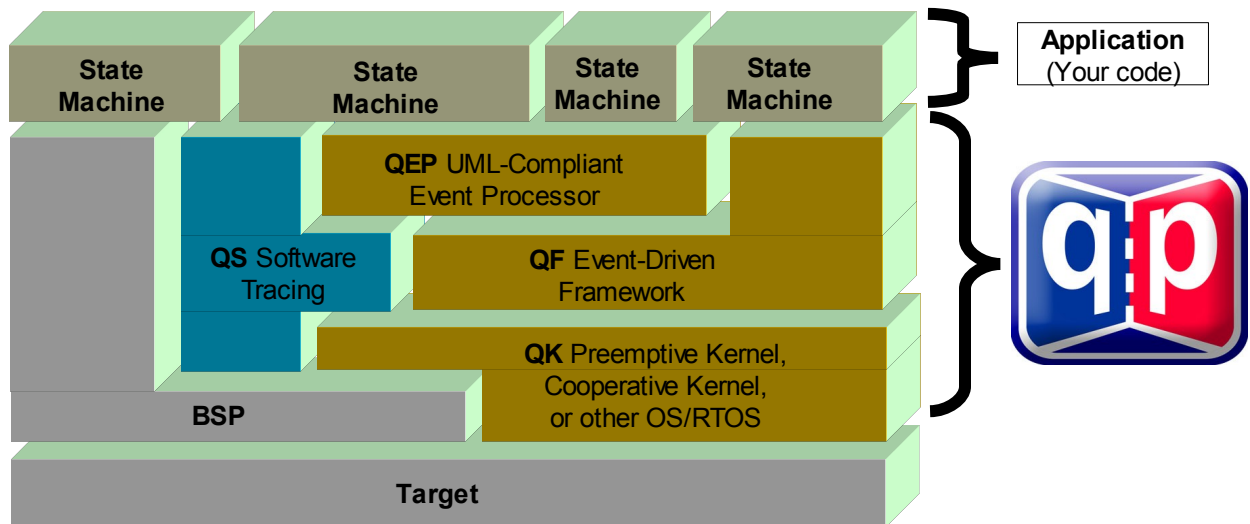 State
Machine
State
Machine
State
Machine
State
Machine
Application
(Your code)
QEP UML-Compliant
Event Processor
QS Software
Tracing
QF Event-Driven
Framework
QK Preemptive Kernel,
Cooperative Kernel,
or other OS/RTOS
BSP
Target
qp